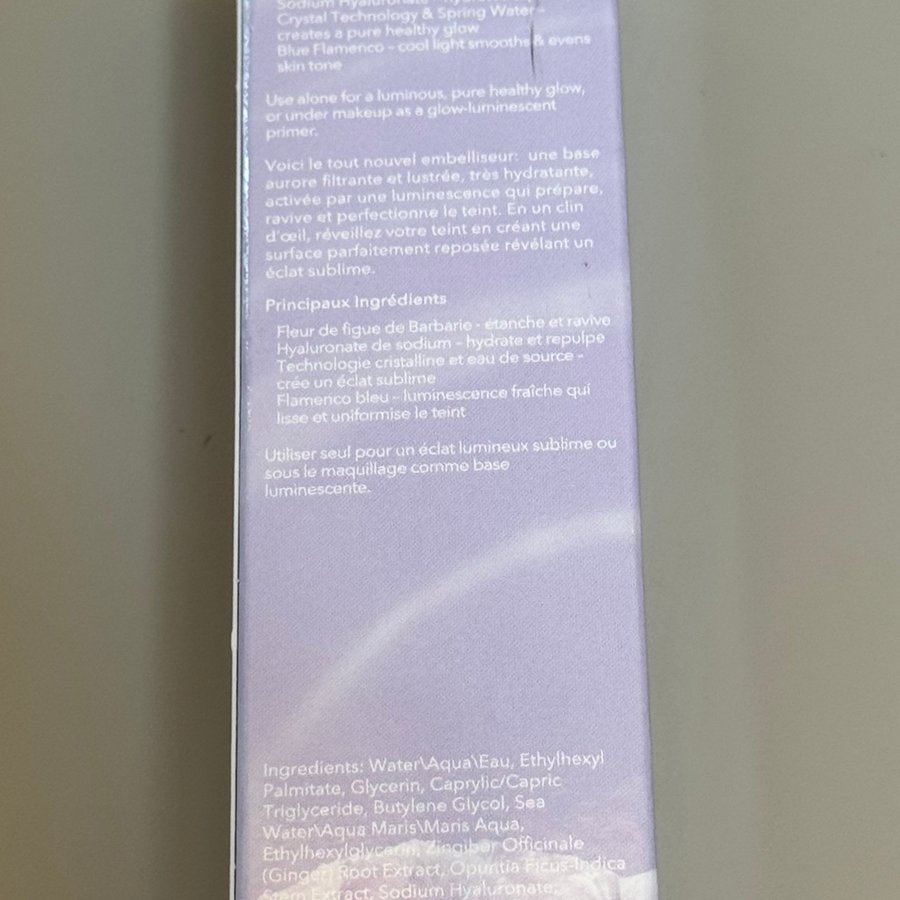 Sodium Hyaluronate -
Crystal Technology & Spring Water -
creates a pure healthy glow
Blue Flamenco - cool light smooths & evens
skin tone
Use alone for a luminous, pure healthy glow,
or under makeup as a glow-luminescent
primer.
Voici le tout nouvel embelliseur: une base
aurore filtrante et lustrée, très hydratante,
activée par une luminescence qui prépare,
ravive et perfectionne le teint. En un clin
d'œil, réveillez votre teint en créant une
surface parfaitement reposée révélant un
éclat sublime.
Principaux Ingrédients
Fleur de figue de Barbarie - étanche et ravive
Hyaluronate de sodium - hydrate et repulpe
Technologie cristalline et eau de source -
crée un éclat sublime
Flamenco bleu - luminescence fraîche qui
lisse et uniformise le teint
Utiliser seul pour un éclat lumineux sublime ou
sous le maquillage comme base
luminescente.
Ingredients: Water\Aqua\Eau, Ethylhexyl
Palmitate, Glycerin, Caprylic/Capric
Triglyceride, Butylene Glycol, Sea
Water\Aqua Maris\Maris Aqua,
Ethylhexylglycerin, Zingiber Officinale
(Ginger) Root Extract, Opuntia Ficus-Indica
Stem Extract, Sodium Hyaluronate,